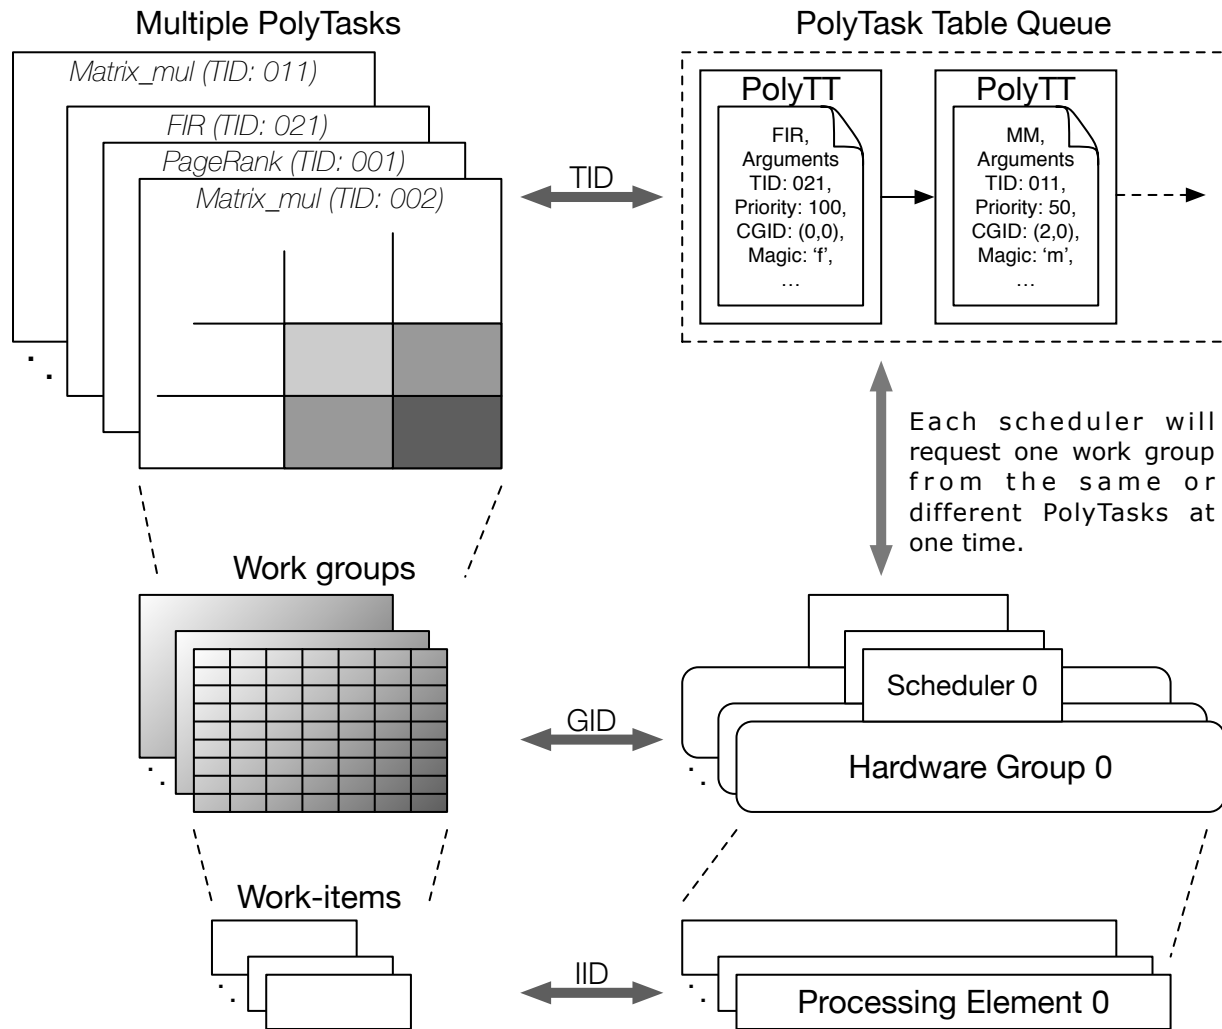 Multiple PolyTasks
Matrix_mul (TID: 011)
FIR (TID: 021)
PageRank (TID: 001)
Matrix_mul (TID: 002)
TID
PolyTask Table Queue
PolyTT
FIR,
Arguments
TID: 021,
Priority: 100,
CGID: (0,0),
Magic: ‘f’,
...
PolyTT
MM,
Arguments
TID: 011,
Priority: 50,
CGID: (2,0),
Magic: ‘m’,
...
Each scheduler will
request one work group
from the same or
different PolyTasks at
one time.
Work groups
GID
Scheduler 0
Hardware Group 0
Work-items
IID
Processing Element 0